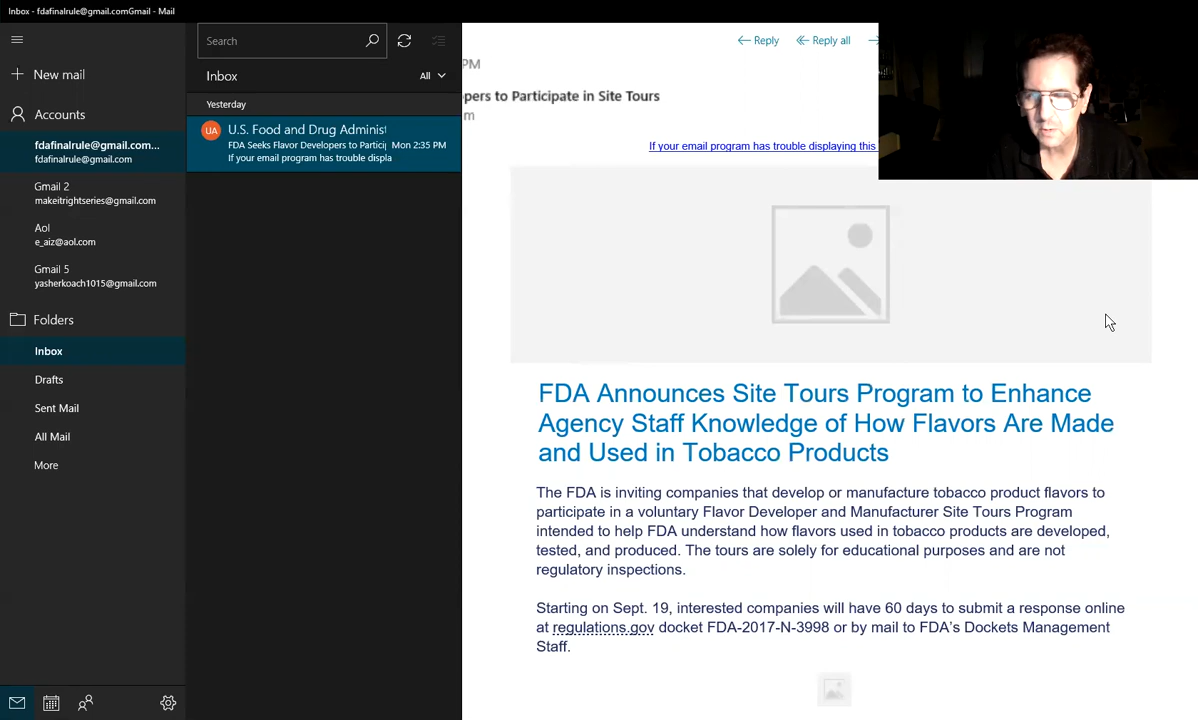 Inbox - fdafinalrule@gmail.comGmail - Mail
New mail
Accounts
fdafinalrule@gmail.com...
fdafinalrule@gmail.com
Gmail 2
makeitrightseries@gmail.com
Aol
e_aiz@aol.com
Gmail 5
yasherkoach1015@gmail.com
Folders
Inbox
Drafts
Sent Mail
All Mail
More
Search
Inbox
All
Yesterday
UA
U.S. Food and Drug Adminis
FDA Seeks Flavor Developers to Partici Mon 2:35 PM
If your email program has trouble displa
Reply
Reply all
PM
pers to Participate in Site Tours
m
If your email program has trouble displaying this
FDA Announces Site Tours Program to Enhance
Agency Staff Knowledge of How Flavors Are Made
and Used in Tobacco Products
The FDA is inviting companies that develop or manufacture tobacco product flavors to
participate in a voluntary Flavor Developer and Manufacturer Site Tours Program
intended to help FDA understand how flavors used in tobacco products are developed,
tested, and produced. The tours are solely for educational purposes and are not
regulatory inspections.
Starting on Sept. 19, interested companies will have 60 days to submit a response online
at regulations.gov docket FDA-2017-N-3998 or by mail to FDA's Dockets Management
Staff.